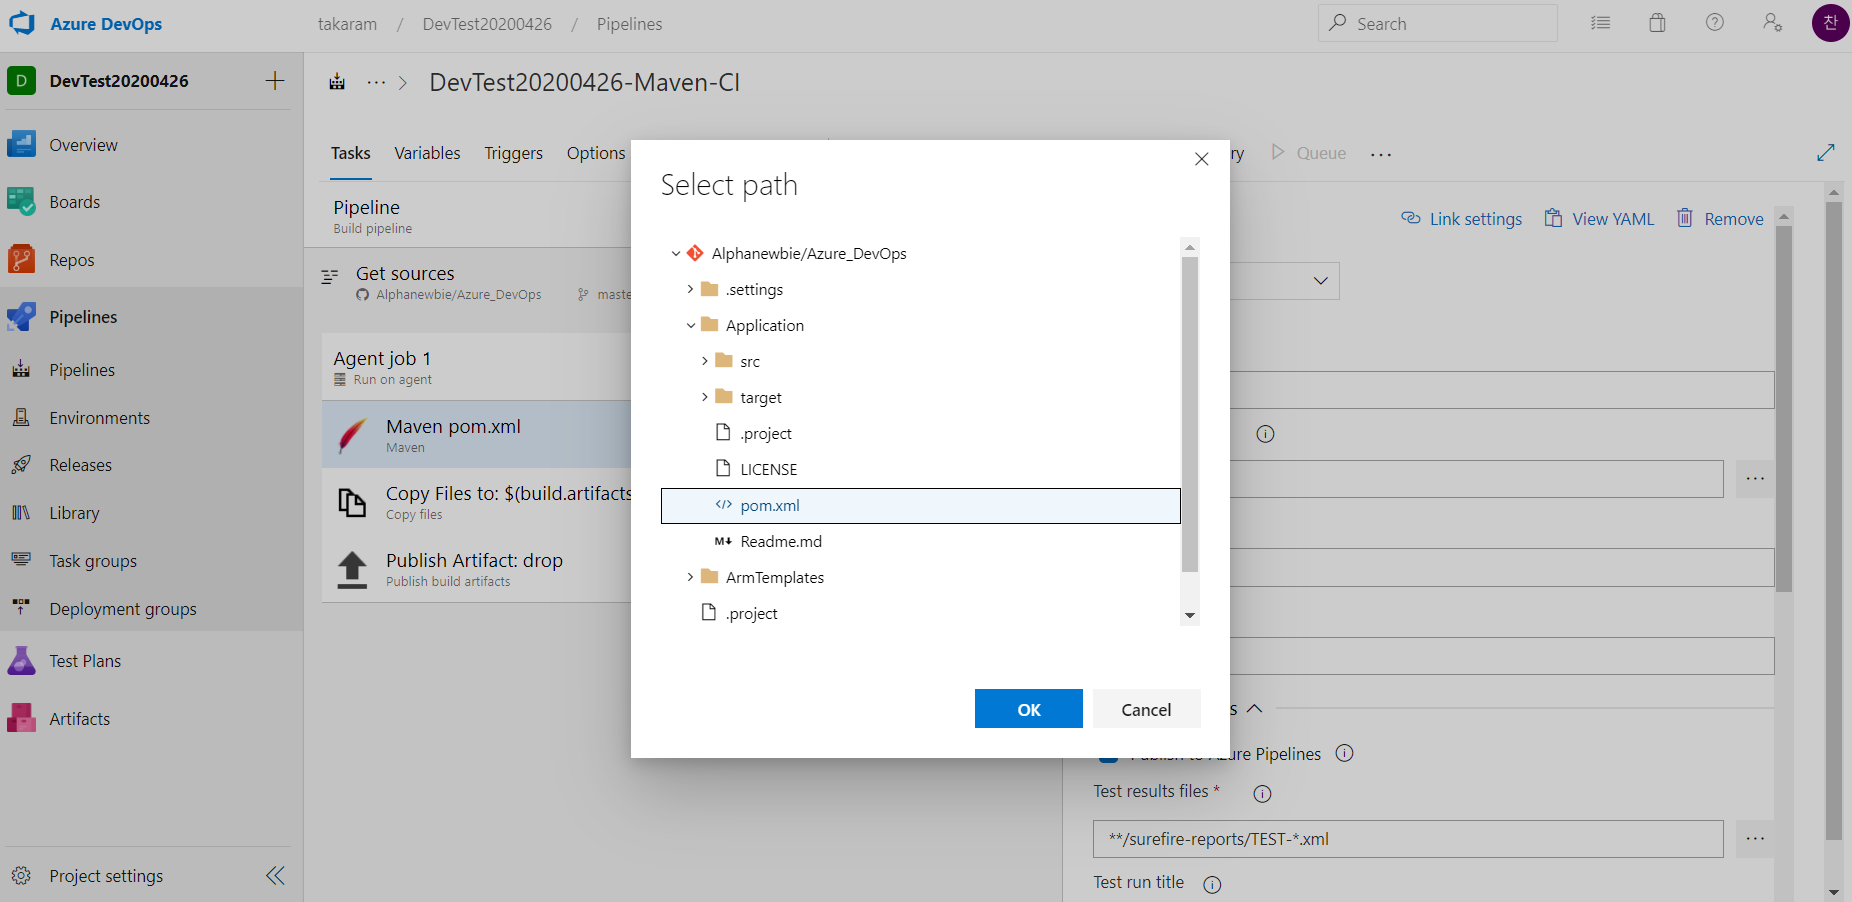 Azure DevOps
takaram / DevTest20200426 / Pipelines
Search
찬
D DevTest20200426
DevTest20200426-Maven-CI
Overview
Boards
Repos
Pipelines
Pipelines
Environments
Releases
Library
Task groups
Deployment groups
Test Plans
Artifacts
Project settings
Tasks Variables Triggers Options
ry Queue
Pipeline
Build pipeline
Get sources
Alphanewbie/Azure_DevOps maste
Agent job 1
Run on agent
Maven pom.xml
Maven
Copy Files to: $(build.artifacts
Copy files
Publish Artifact: drop
Publish build artifacts
Link settings View YAML Remove
Select path
Alphanewbie/Azure_DevOps
.settings
Application
src
target
.project
LICENSE
</> pom.xml
M Readme.md
ArmTemplates
.project
OK Cancel
s
Publish to Azure Pipelines
Test results files *
**/surefire-reports/TEST-*.xml
Test run title